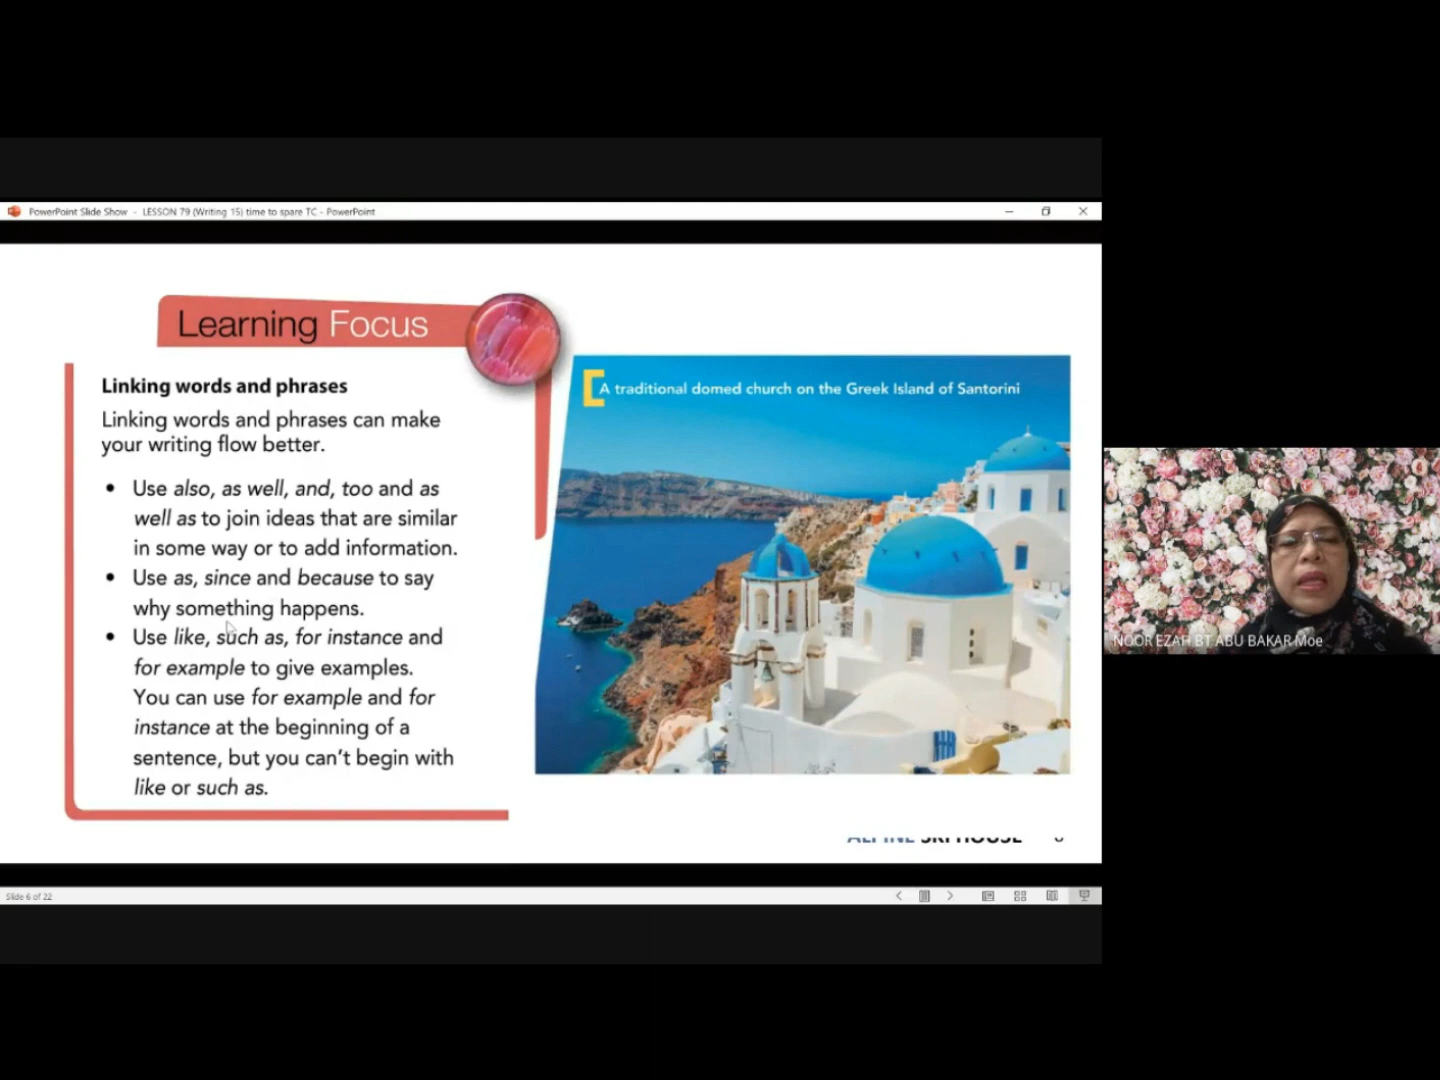 PowerPoint Slide Show - LESSON 79 (Writing 15) time to spare TC - PowerPoint
Learning Focus
Linking words and phrases
Linking words and phrases can make
your writing flow better.
• Use also, as well, and, too and as
well as to join ideas that are similar
in some way or to add information.
• Use as, since and because to say
why something happens.
• Use like, such as, for instance and
for example to give examples.
You can use for example and for
instance at the beginning of a
sentence, but you can't begin with
like or such as.
A traditional domed church on the Greek Island of Santorini
ALPINE SKI HOUSE
NOOR EZAH BT ABU BAKAR Moe
Slide 6 of 22